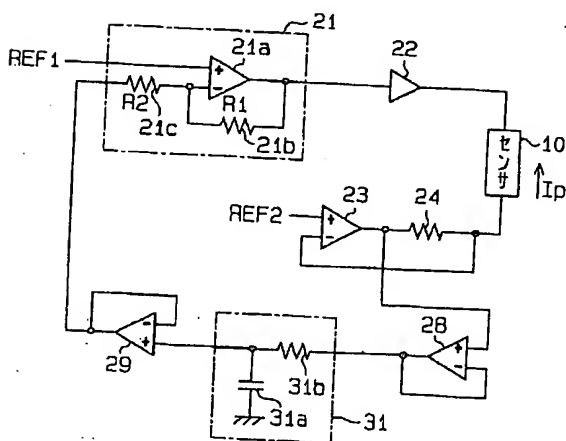 21
REF1
21a
+
−
R2
21c
R1
21b
22
センサ
10
Ip
REF2
23
+
−
24
28
+
−
29
−
+
31b
31a
31